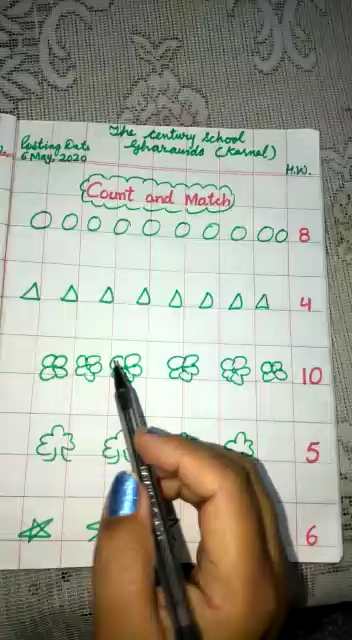 The Century School
Posting Date Gharaunda (Karnal)
6 May, 2020
H.W.
Count and Match
8
4
10
5
6